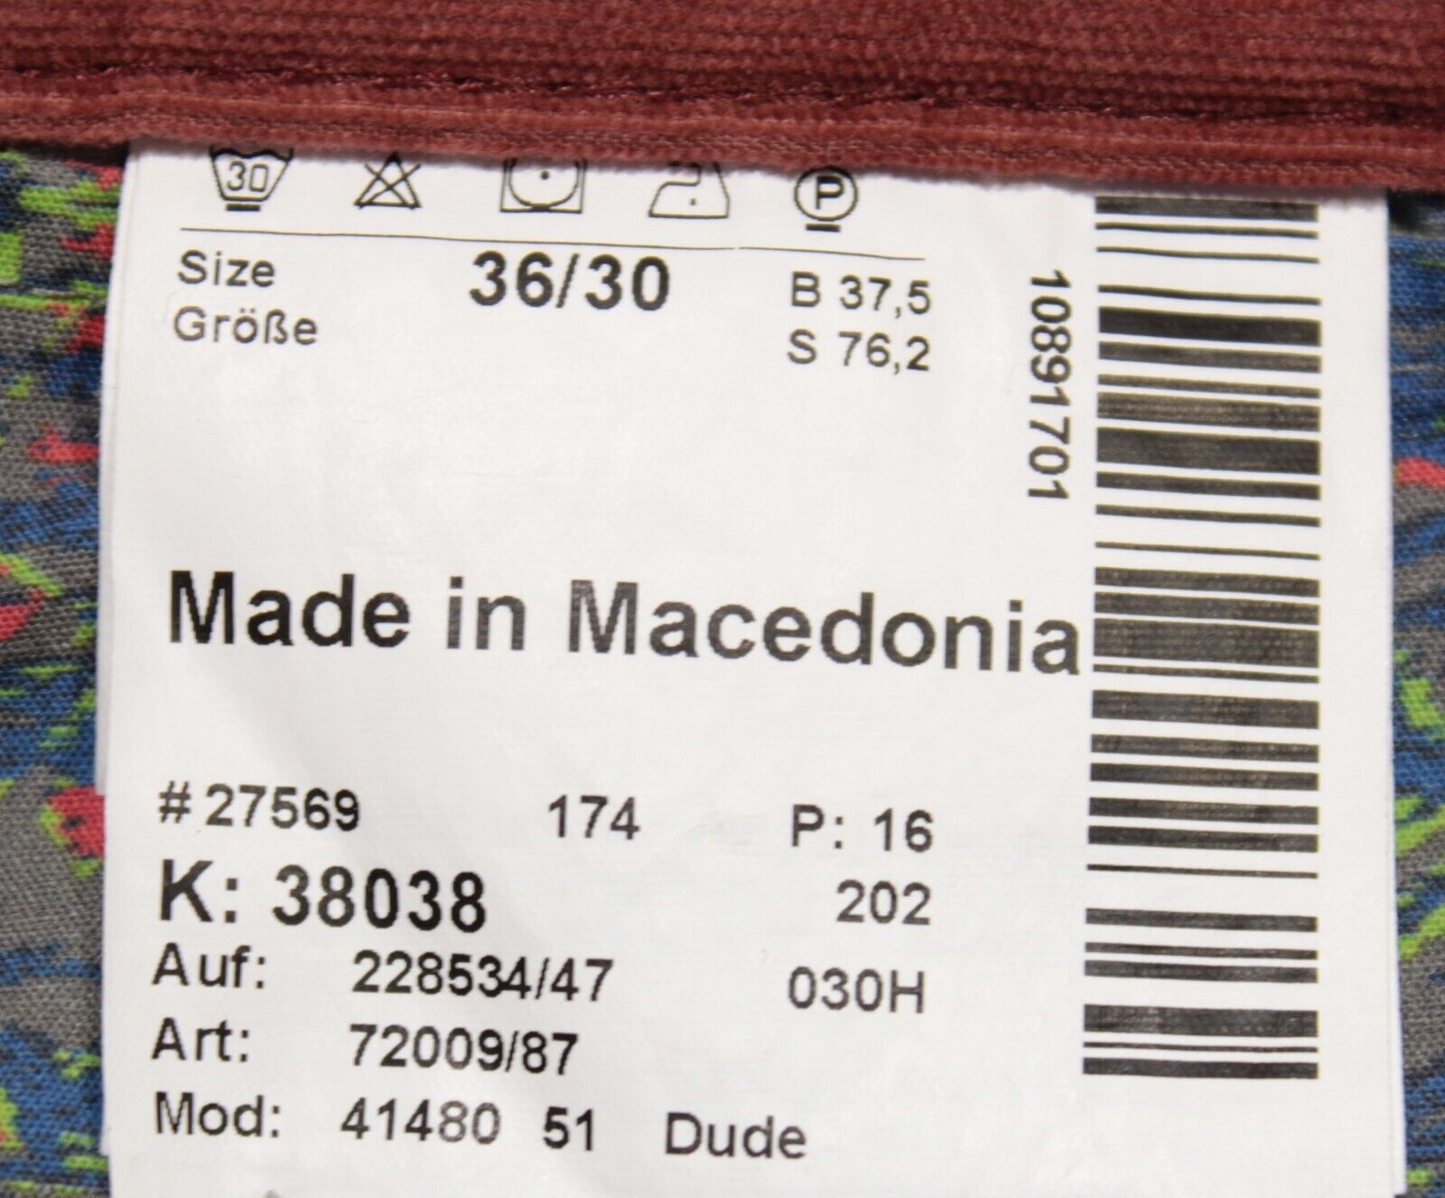 30
P
Size 36/30 B 37,5
Größe S 76,2
10891701
Made in Macedonia
# 27569 174 P: 16
K: 38038 202
Auf: 228534/47 030H
Art: 72009/87
Mod: 41480 51 Dude